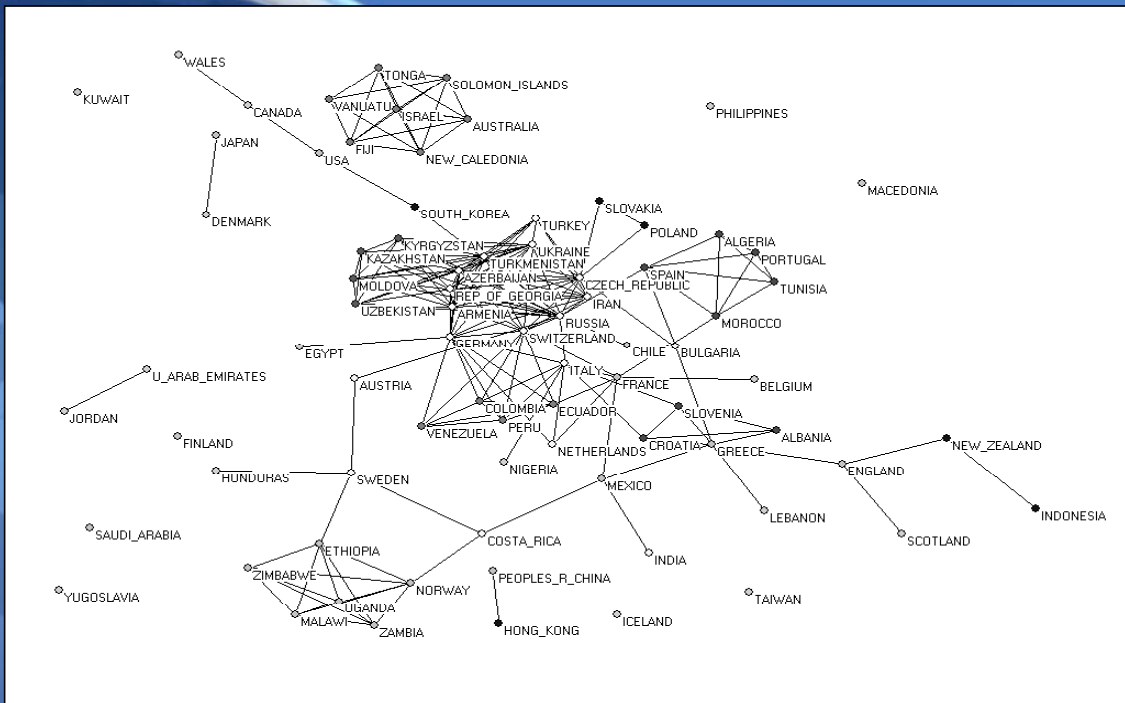 WALES
KUWAIT
TONGA
SOLOMON_ISLANDS
VANUATU
CANADA
ISRAEL
PHILIPPINES
AUSTRALIA
JAPAN
FIJI
NEW_CALEDONIA
USA
MACEDONIA
DENMARK
SOUTH_KOREA
SLOVAKIA
TURKEY
POLAND
KYRGYZSTAN
ALGERIA
UKRAINE
KAZAKHSTAN
TURKMENISTAN
PORTUGAL
AZERBAIJAN
SPAIN
MOLDOVA
CZECH_REPUBLIC
TUNISIA
REP_OF_GEORGIA
IRAN
UZBEKISTAN
ARMENIA
RUSSIA
MOROCCO
SWITZERLAND
GERMANY
EGYPT
CHILE
BULGARIA
U_ARAB_EMIRATES
ITALY
AUSTRIA
FRANCE
BELGIUM
COLOMBIA
ECUADOR
SLOVENIA
JORDAN
VENEZUELA
PERU
ALBANIA
FINLAND
CROATIA
NEW_ZEALAND
NETHERLANDS
GREECE
NIGERIA
ENGLAND
HUNDURAS
SWEDEN
MEXICO
LEBANON
INDONESIA
SAUDI_ARABIA
COSTA_RICA
SCOTLAND
ETHIOPIA
INDIA
ZIMBABWE
PEOPLES_R_CHINA
NORWAY
YUGOSLAVIA
TAIWAN
UGANDA
MALAWI
ICELAND
ZAMBIA
HONG_KONG